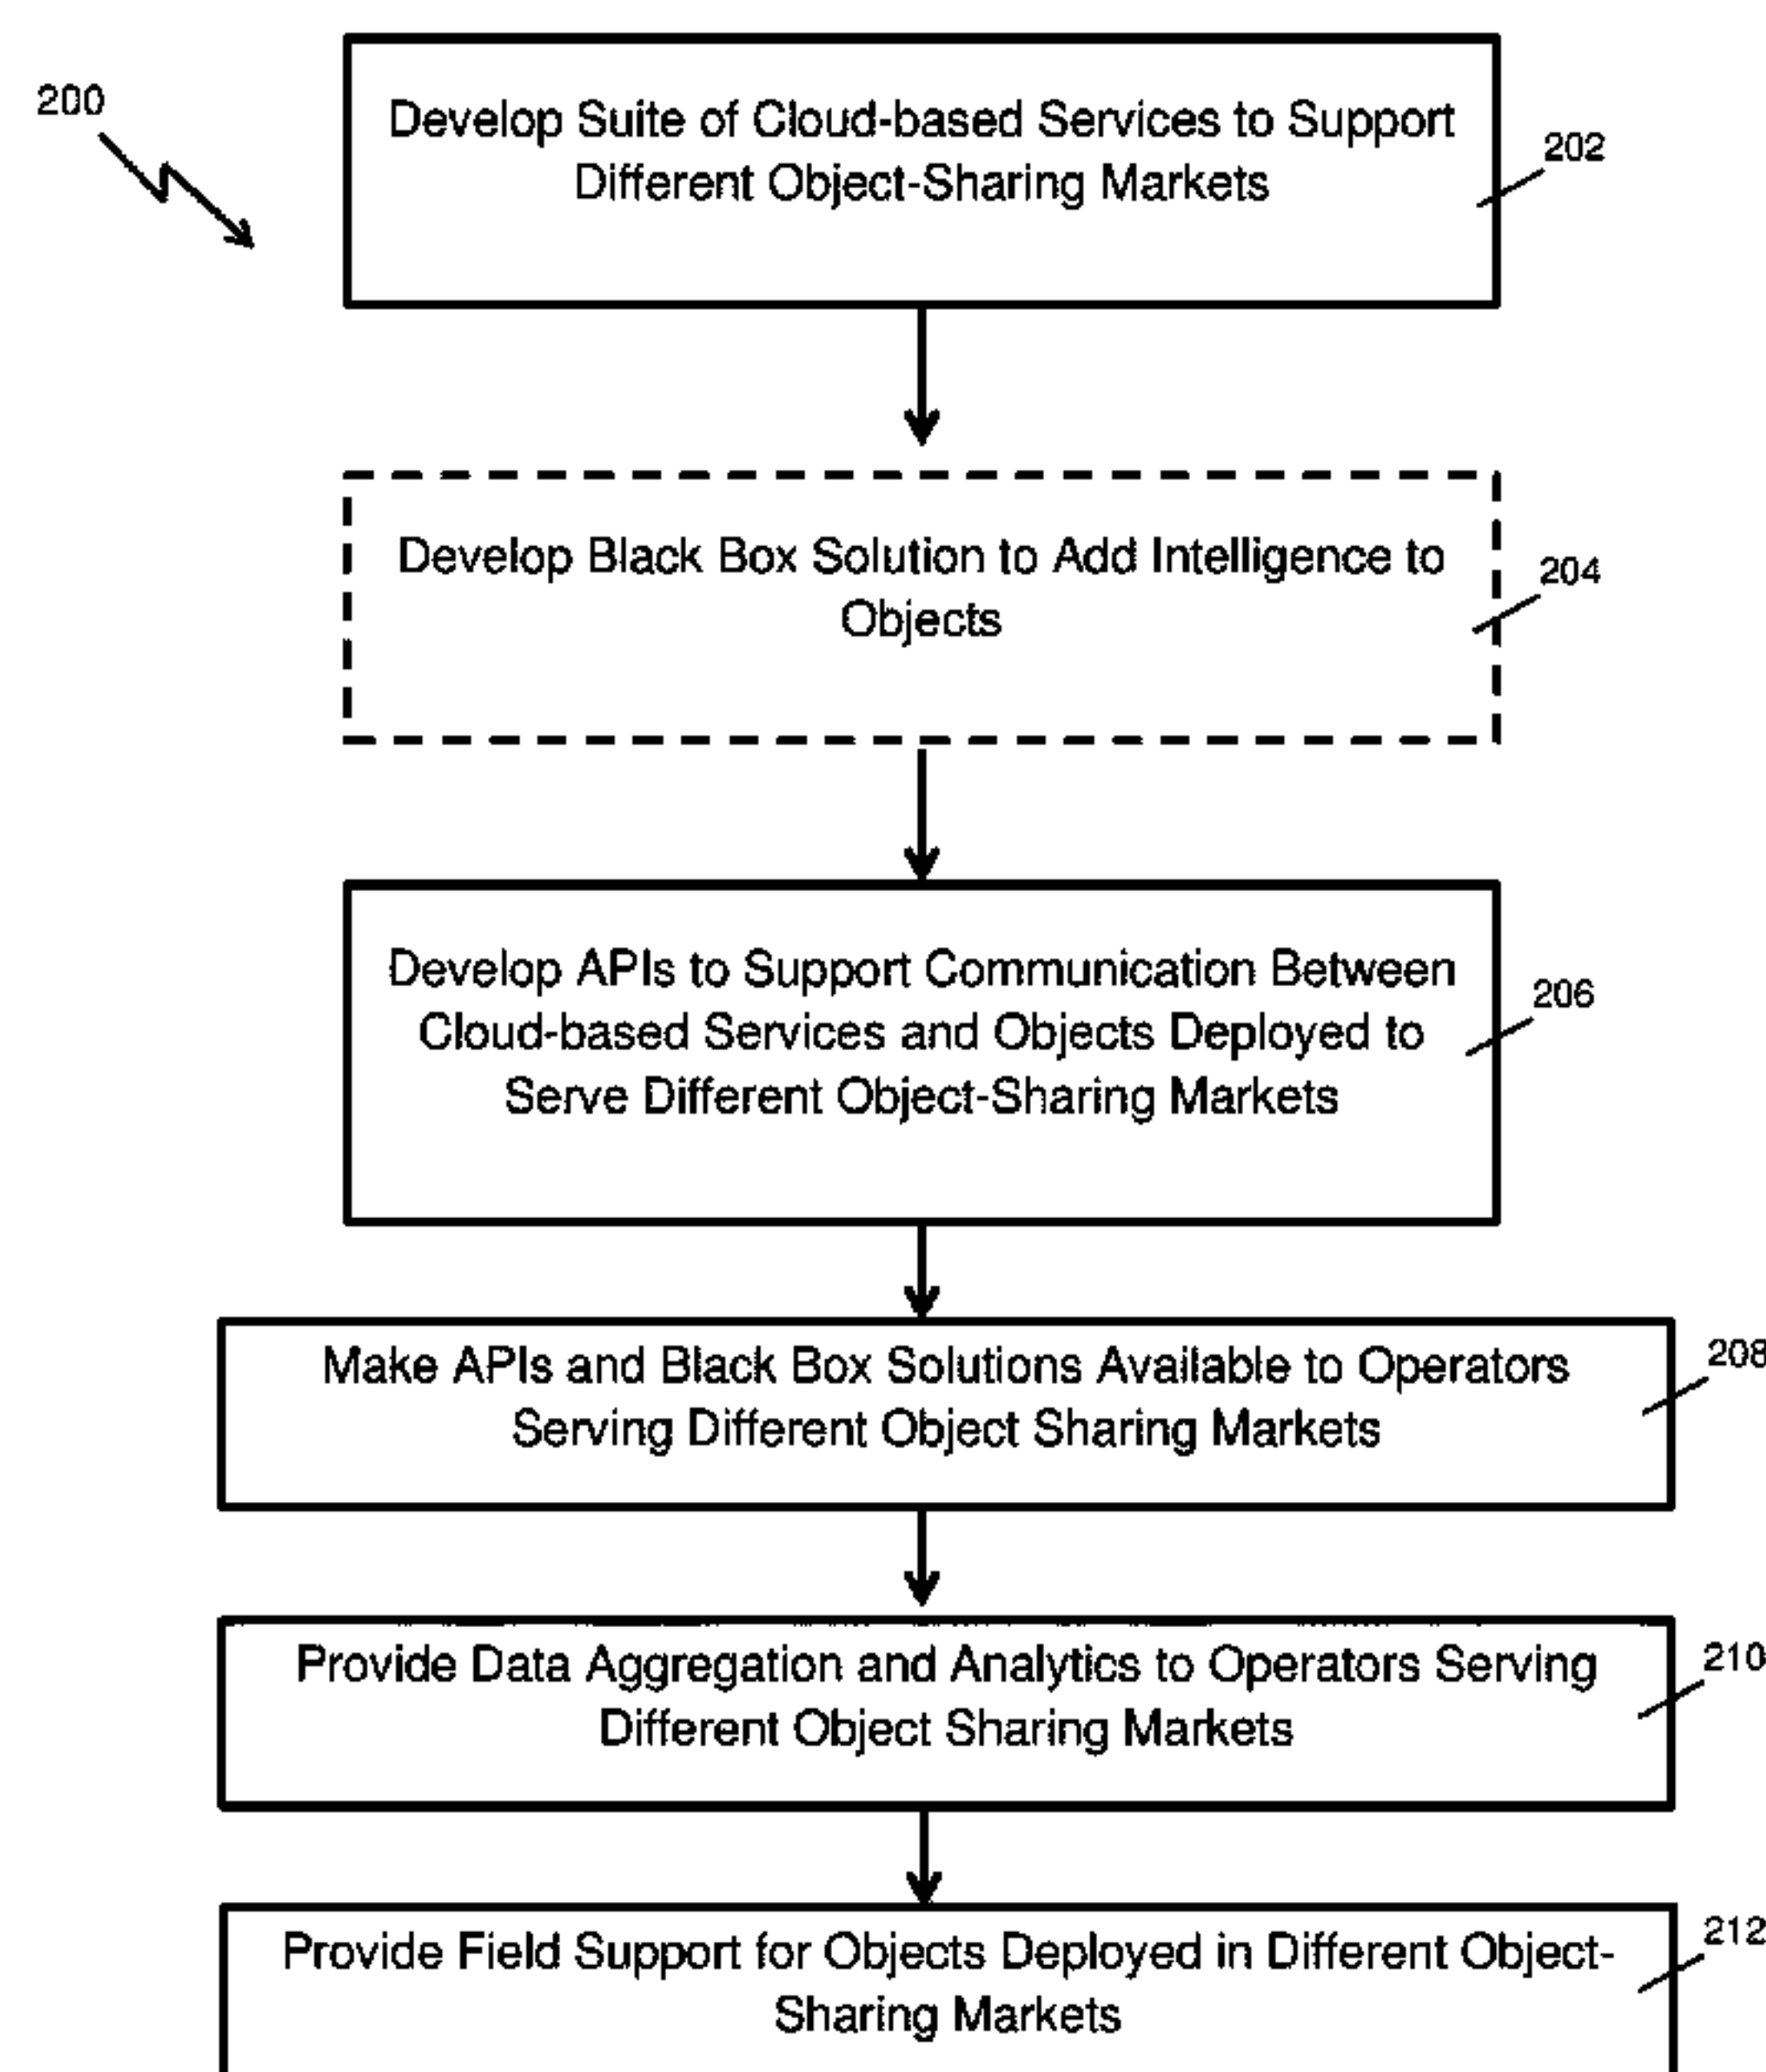 200
Develop Suite of Cloud-based Services to Support
Different Object-Sharing Markets
202
Develop Black Box Solution to Add Intelligence to
Objects
204
Develop APIs to Support Communication Between
Cloud-based Services and Objects Deployed to
Serve Different Object-Sharing Markets
206
Make APIs and Black Box Solutions Available to Operators
Serving Different Object Sharing Markets
208
Provide Data Aggregation and Analytics to Operators Serving
Different Object Sharing Markets
210
Provide Field Support for Objects Deployed in Different Object-
Sharing Markets
212